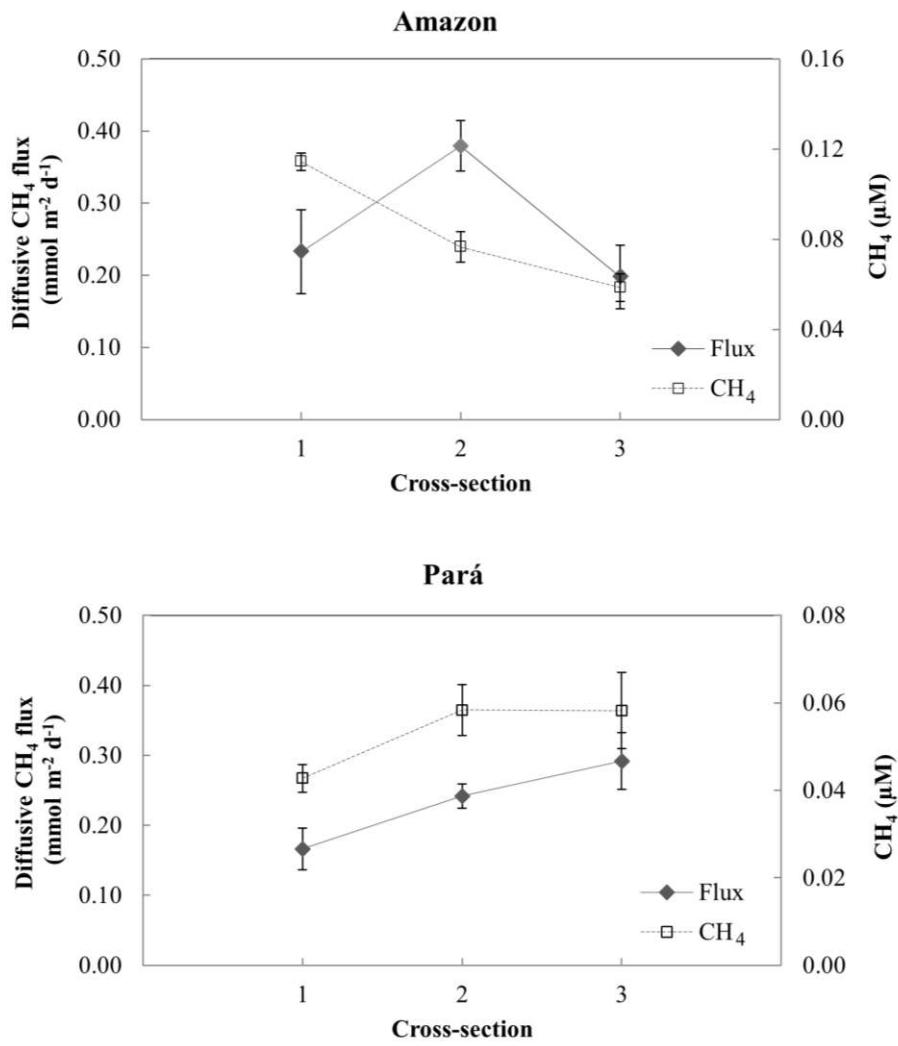 Amazon
Diffusive CH₄ flux
(mmol m⁻² d⁻¹)
0.50
0.40
0.30
0.20
0.10
0.00
0.16
0.12
0.08
0.04
0.00
CH₄ (µM)
Flux
CH₄
1 2 3
Cross-section
Pará
Diffusive CH₄ flux
(mmol m⁻² d⁻¹)
0.50
0.40
0.30
0.20
0.10
0.00
0.08
0.06
0.04
0.02
0.00
CH₄ (µM)
Flux
CH₄
1 2 3
Cross-section